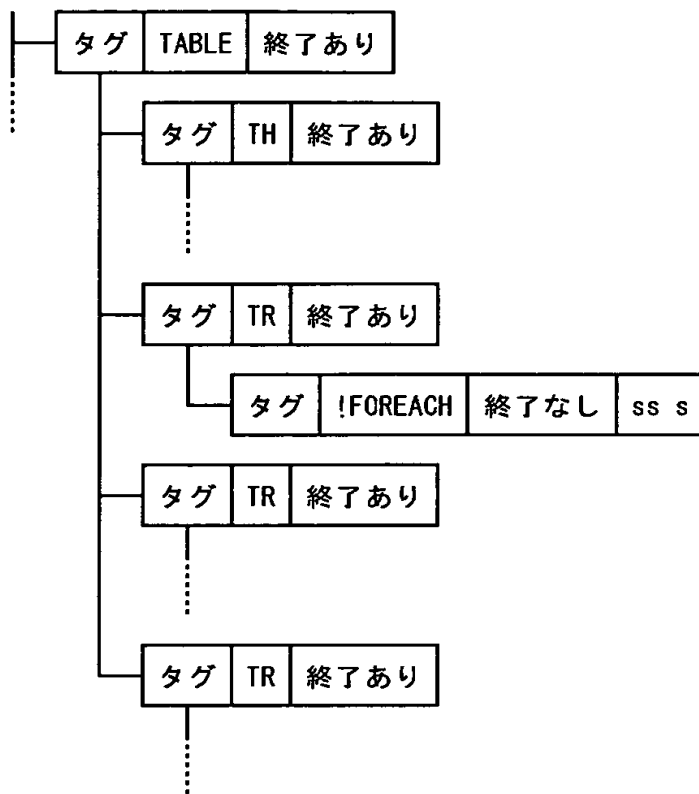 タグ TABLE 終了あり
タグ TH 終了あり
タグ TR 終了あり
タグ !FOREACH 終了なし ss s
タグ TR 終了あり
タグ TR 終了あり